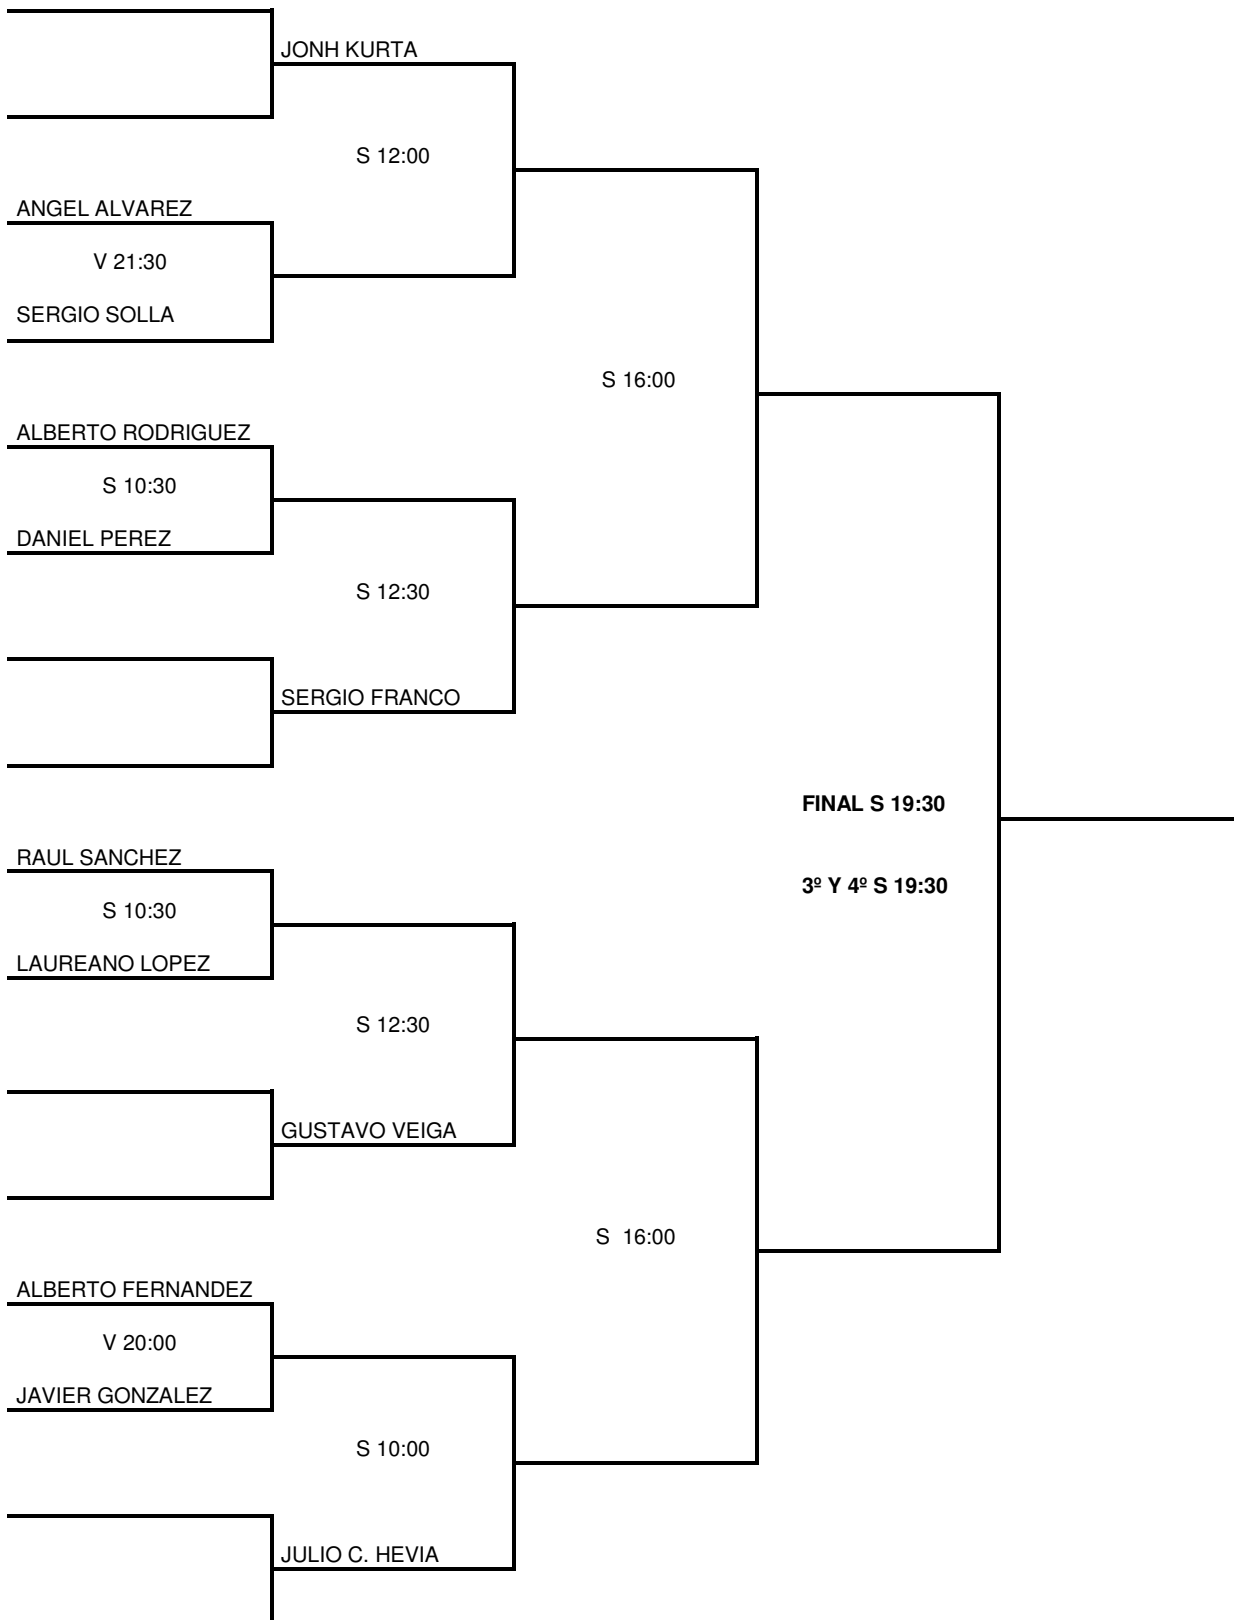 JONH KURTA
S 12:00
ANGEL ALVAREZ
V 21:30
SERGIO SOLLA
S 16:00
ALBERTO RODRIGUEZ
S 10:30
DANIEL PEREZ
S 12:30
SERGIO FRANCO
FINAL S 19:30
RAUL SANCHEZ
3º Y 4º S 19:30
S 10:30
LAUREANO LOPEZ
S 12:30
GUSTAVO VEIGA
S  16:00
ALBERTO FERNANDEZ
V 20:00
JAVIER GONZALEZ
S 10:00
JULIO C. HEVIA